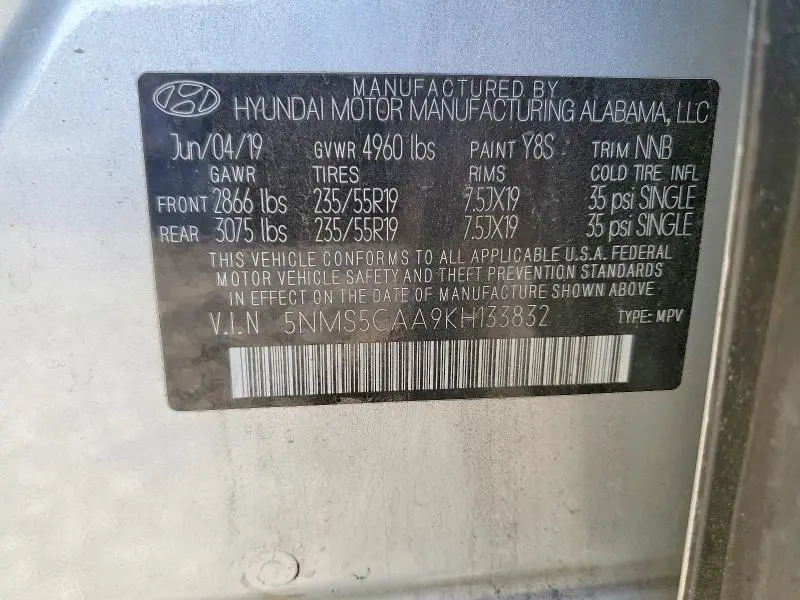 MANUFACTURED BY
HYUNDAI MOTOR MANUFACTURING ALABAMA, LLC
Jun/04/19 GVWR 4960 lbs PAINT Y8S TRIM NNB
GAWR TIRES RIMS COLD TIRE INFL
FRONT 2866 lbs 235/55R19 7.5JX19 35 psi SINGLE
REAR 3075 lbs 235/55R19 7.5JX19 35 psi SINGLE
THIS VEHICLE CONFORMS TO ALL APPLICABLE U.S.A. FEDERAL
MOTOR VEHICLE SAFETY AND THEFT PREVENTION STANDARDS
IN EFFECT ON THE DATE OF MANUFACTURE SHOWN ABOVE.
V.I.N 5NMS5CAA9KH133832 TYPE: MPV